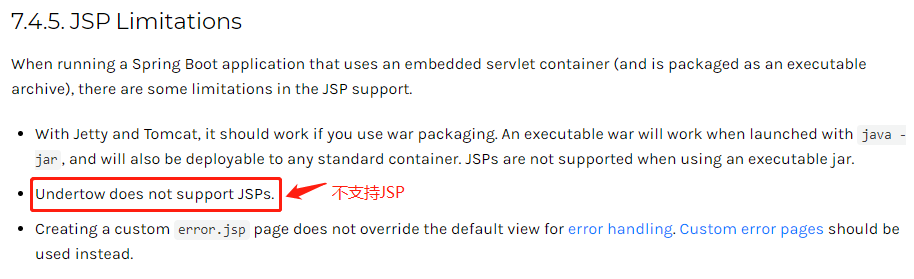 7.4.5. JSP Limitations
When running a Spring Boot application that uses an embedded servlet container (and is packaged as an executable
archive), there are some limitations in the JSP support.
• With Jetty and Tomcat, it should work if you use war packaging. An executable war will work when launched with java -
jar, and will also be deployable to any standard container. JSPs are not supported when using an executable jar.
• Undertow does not support JSPs. 不支持JSP
• Creating a custom error.jsp page does not override the default view for error handling. Custom error pages should be
used instead.